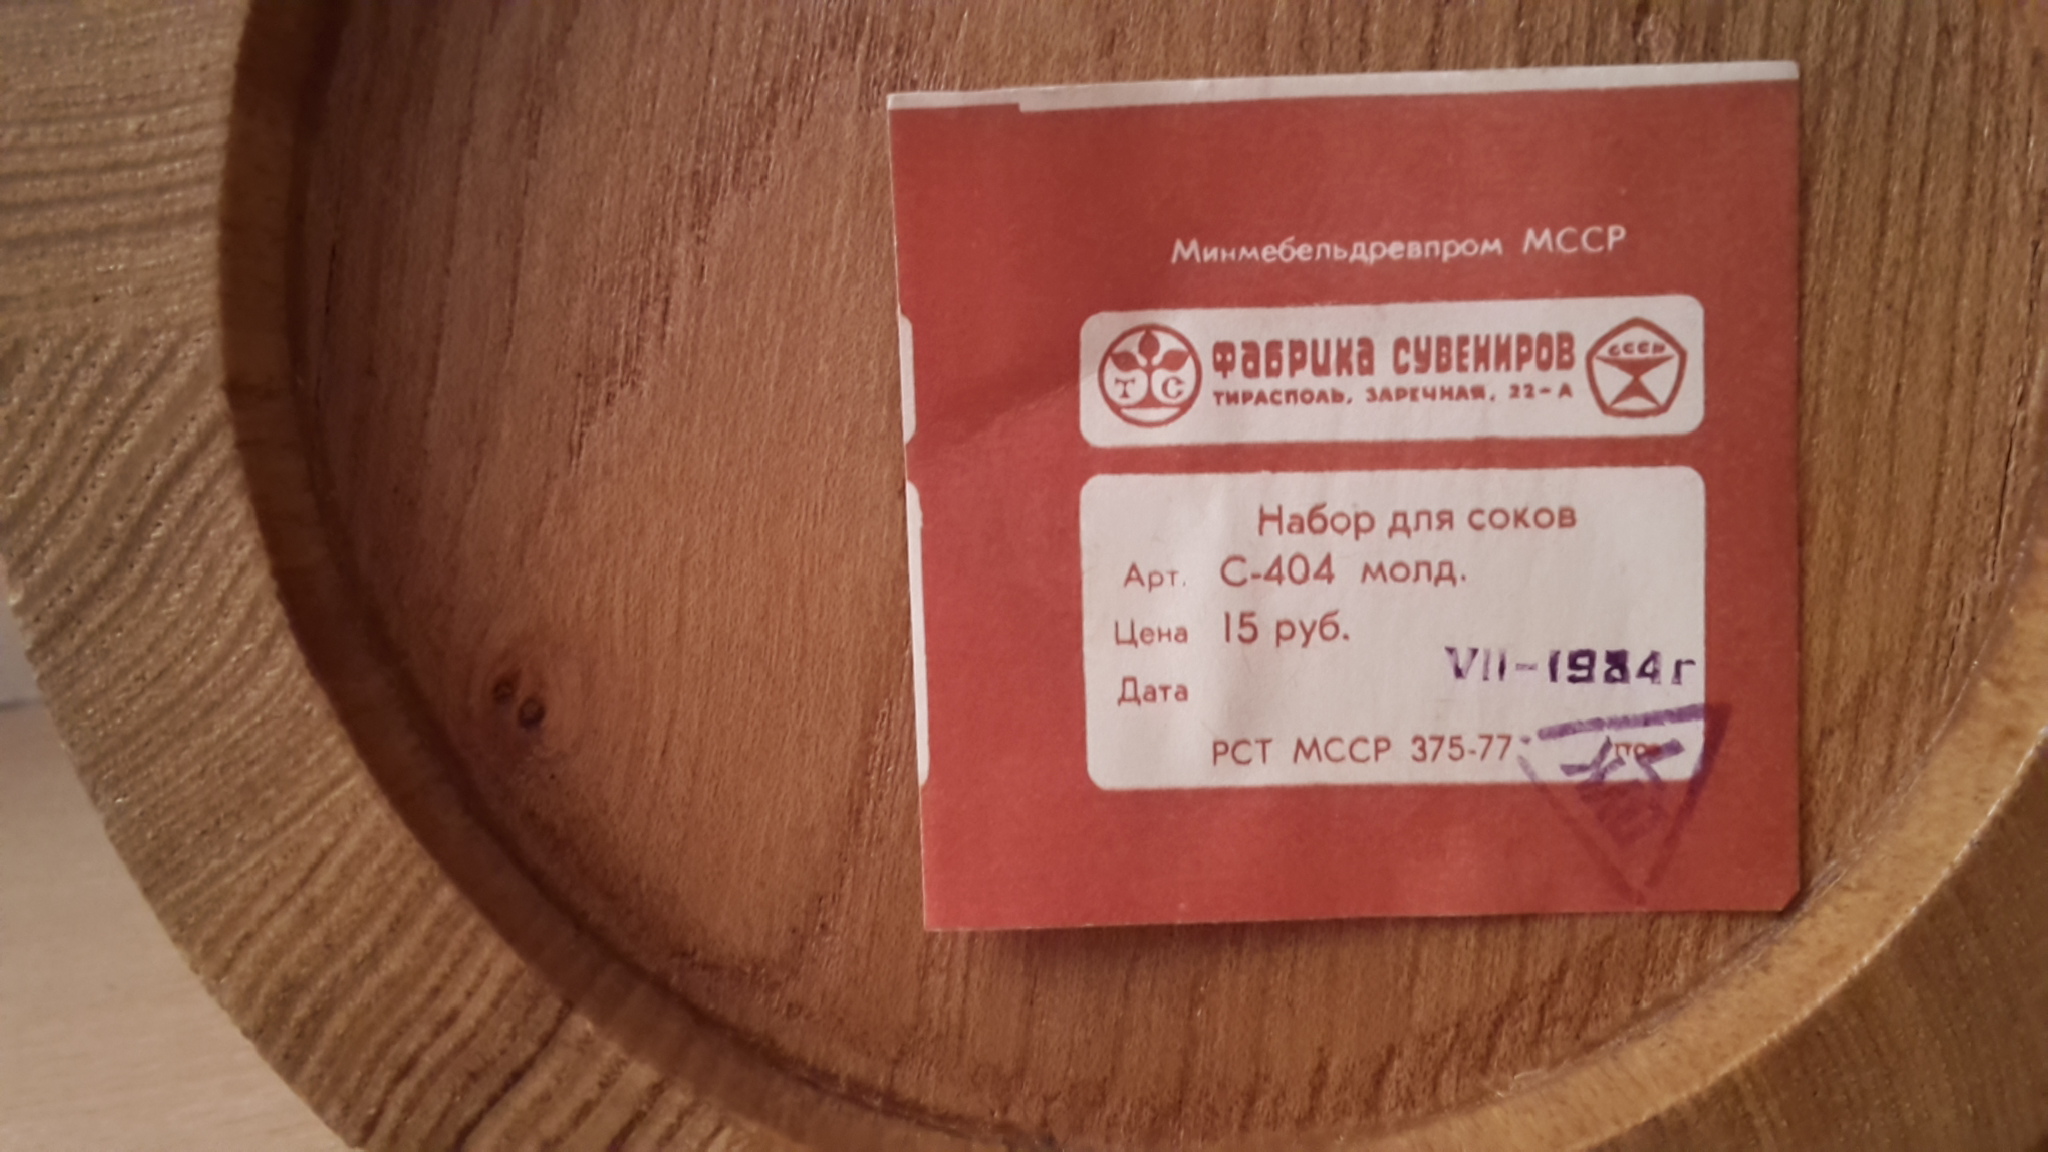 Минмебельдревпром МССР
ТС
ФАБРИКА СУВЕНИРОВ
СССР
ТИРАСПОЛЬ, ЗАРЕЧНАЯ, 22-А
Набор для соков
Арт. С-404 молд.
Цена 15 руб.
VII-1984г
Дата
РСТ МССР 375-77